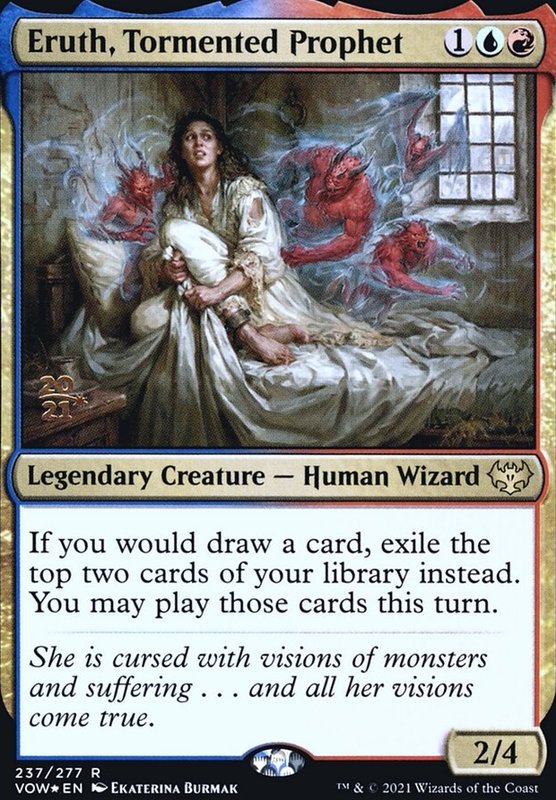 Eruth, Tormented Prophet 1
20
21
Legendary Creature — Human Wizard
If you would draw a card, exile the
top two cards of your library instead.
You may play those cards this turn.
She is cursed with visions of monsters
and suffering . . . and all her visions
come true.
2/4
237/277 R
VOW★EN Ekaterina Burmak
™ & © 2021 Wizards of the Coast